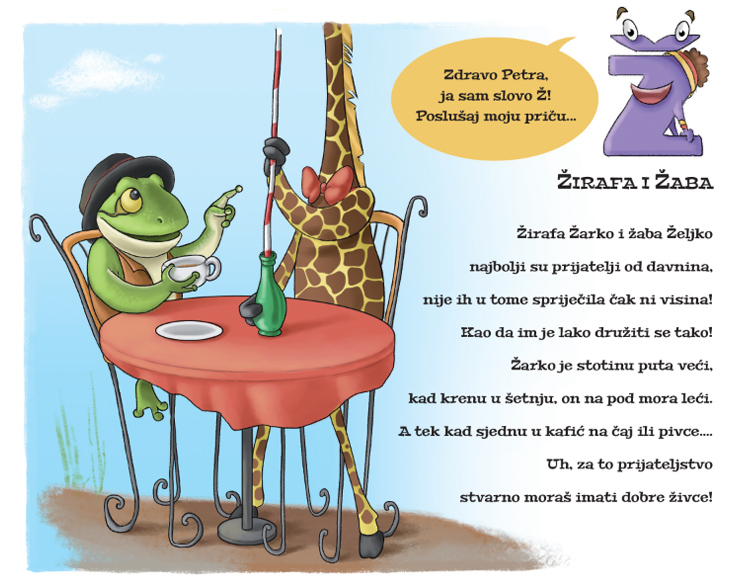 Zdravo Petra,
ja sam slovo Ž!
Poslušaj moju priču...
Ž
Žirafa i Žaba
Žirafa Žarko i žaba Željko
najbolji su prijatelji od davnina,
nije ih u tome spriječila čak ni visina!
Kao da im je lako družiti se tako!
Žarko je stotinu puta veći,
kad krenu u šetnju, on na pod mora leći.
A tek kad sjednu u kafić na čaj ili pivce....
Uh, za to prijateljstvo
stvarno moraš imati dobre živce!